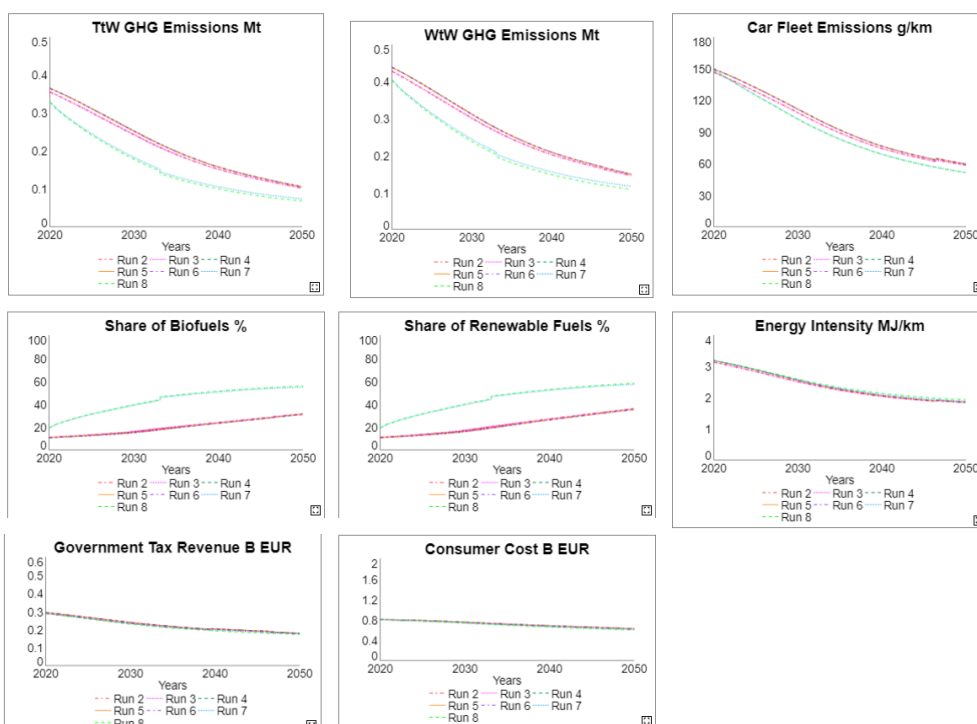 TtW GHG Emissions Mt
0.5
0.4
0.3
0.2
0.1
0
2020 2030 2040 2050
Years
Run 2 Run 3 Run 4
Run 5 Run 6 Run 7
Run 8
WtW GHG Emissions Mt
0.5
0.4
0.3
0.2
0.1
0
2020 2030 2040 2050
Years
Run 2 Run 3 Run 4
Run 5 Run 6 Run 7
Run 8
Car Fleet Emissions g/km
180
150
120
90
60
30
0
2020 2030 2040 2050
Years
Run 2 Run 3 Run 4
Run 5 Run 6 Run 7
Run 8
Share of Biofuels %
100
80
60
40
20
0
2020 2030 2040 2050
Years
Run 2 Run 3 Run 4
Run 5 Run 6 Run 7
Run 8
Share of Renewable Fuels %
100
80
60
40
20
0
2020 2030 2040 2050
Years
Run 2 Run 3 Run 4
Run 5 Run 6 Run 7
Run 8
Energy Intensity MJ/km
4
3
2
1
0
2020 2030 2040 2050
Years
Run 2 Run 3 Run 4
Run 5 Run 6 Run 7
Run 8
Government Tax Revenue B EUR
0.6
0.5
0.3
0.2
0.1
0
2020 2030 2040 2050
Years
Run 2 Run 3 Run 4
Run 5 Run 6 Run 7
Run 8
Consumer Cost B EUR
2
1.6
1.2
0.8
0.4
0
2020 2030 2040 2050
Years
Run 2 Run 3 Run 4
Run 5 Run 6 Run 7
Run 8